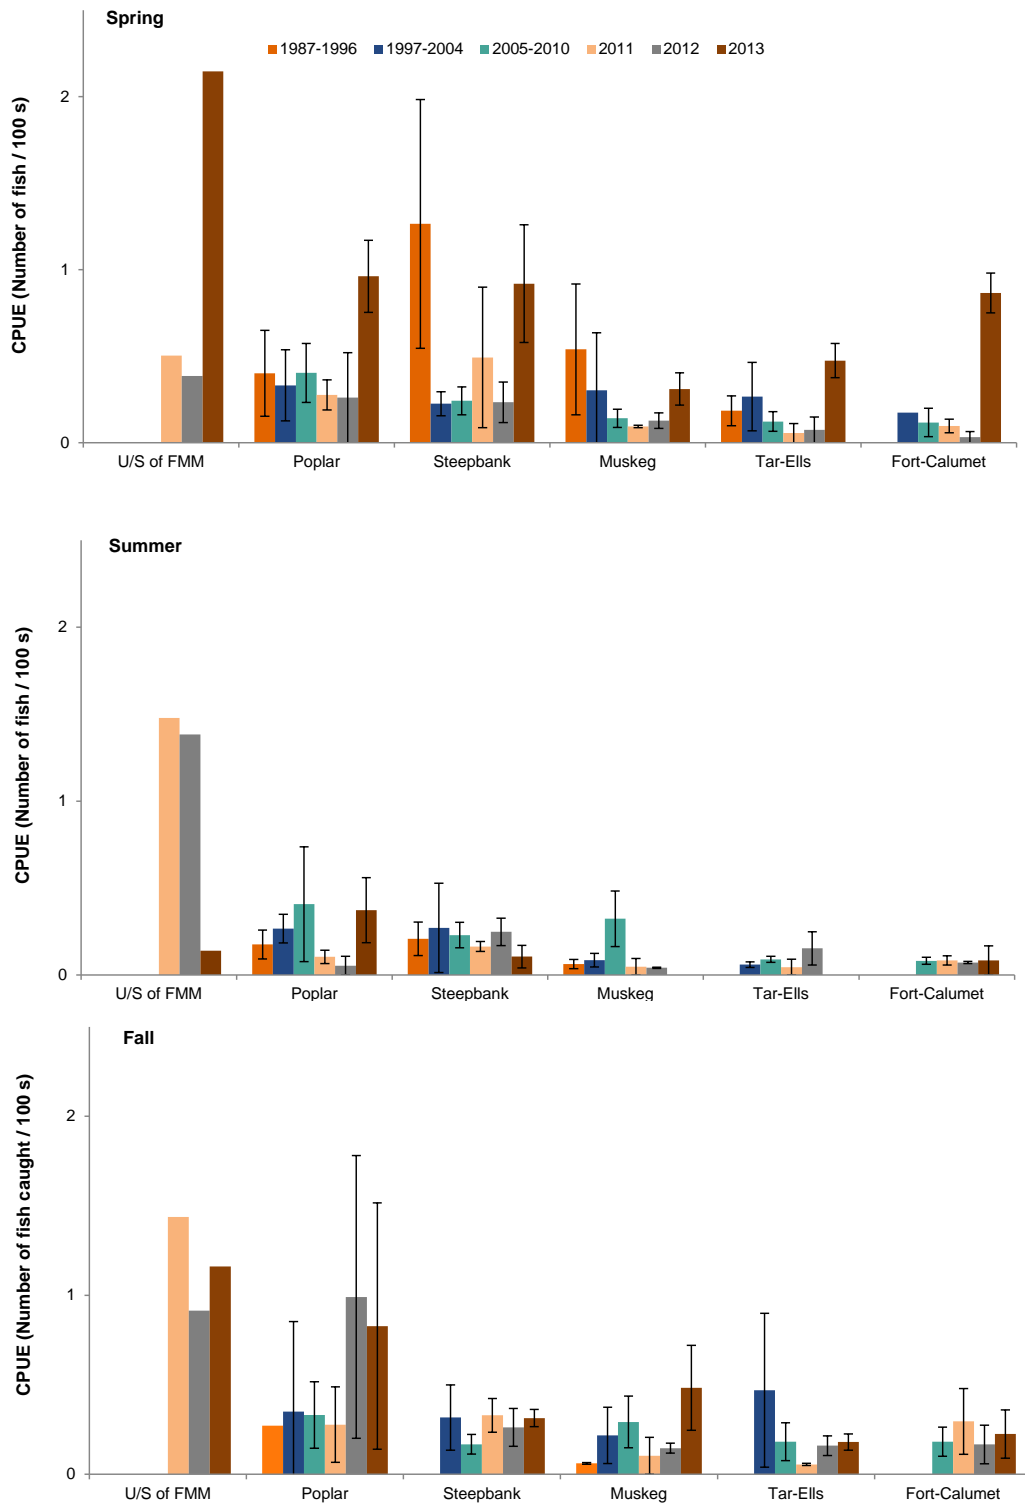 Spring
1987-1996 1997-2004 2005-2010 2011 2012 2013
CPUE (Number of fish / 100 s)
2
1
0
U/S of FMM Poplar Steepbank Muskeg Tar-Ells Fort-Calumet
Summer
CPUE (Number of fish / 100 s)
2
1
0
U/S of FMM Poplar Steepbank Muskeg Tar-Ells Fort-Calumet
Fall
CPUE (Number of fish caught / 100 s)
2
1
0
U/S of FMM Poplar Steepbank Muskeg Tar-Ells Fort-Calumet